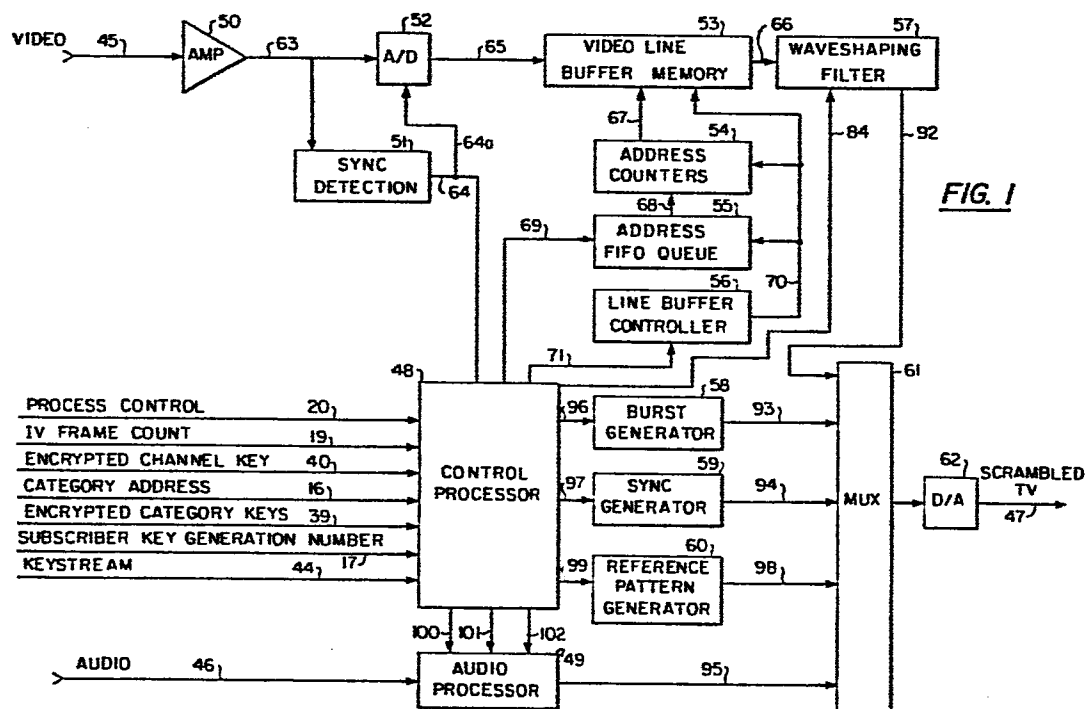 VIDEO
45
AMP
50
63
A/D
52
65
VIDEO LINE
BUFFER MEMORY
53
66
WAVESHAPING
FILTER
57
SYNC
DETECTION
51
64
64a
67
54
ADDRESS
COUNTERS
84
92
68
55
69
ADDRESS
FIFO QUEUE
56
70
LINE BUFFER
CONTROLLER
71
FIG. 1
48
CONTROL
PROCESSOR
PROCESS CONTROL 20
IV FRAME COUNT 19
ENCRYPTED CHANNEL KEY 40
CATEGORY ADDRESS 16
ENCRYPTED CATEGORY KEYS 39
SUBSCRIBER KEY GENERATION NUMBER
17
KEYSTREAM 44
96
58
BURST
GENERATOR
93
97
59
SYNC
GENERATOR
94
99
60
REFERENCE
PATTERN
GENERATOR
98
61
MUX
62
D/A
SCRAMBLED
TV
47
100 101 102
AUDIO 46
AUDIO
PROCESSOR
49
95